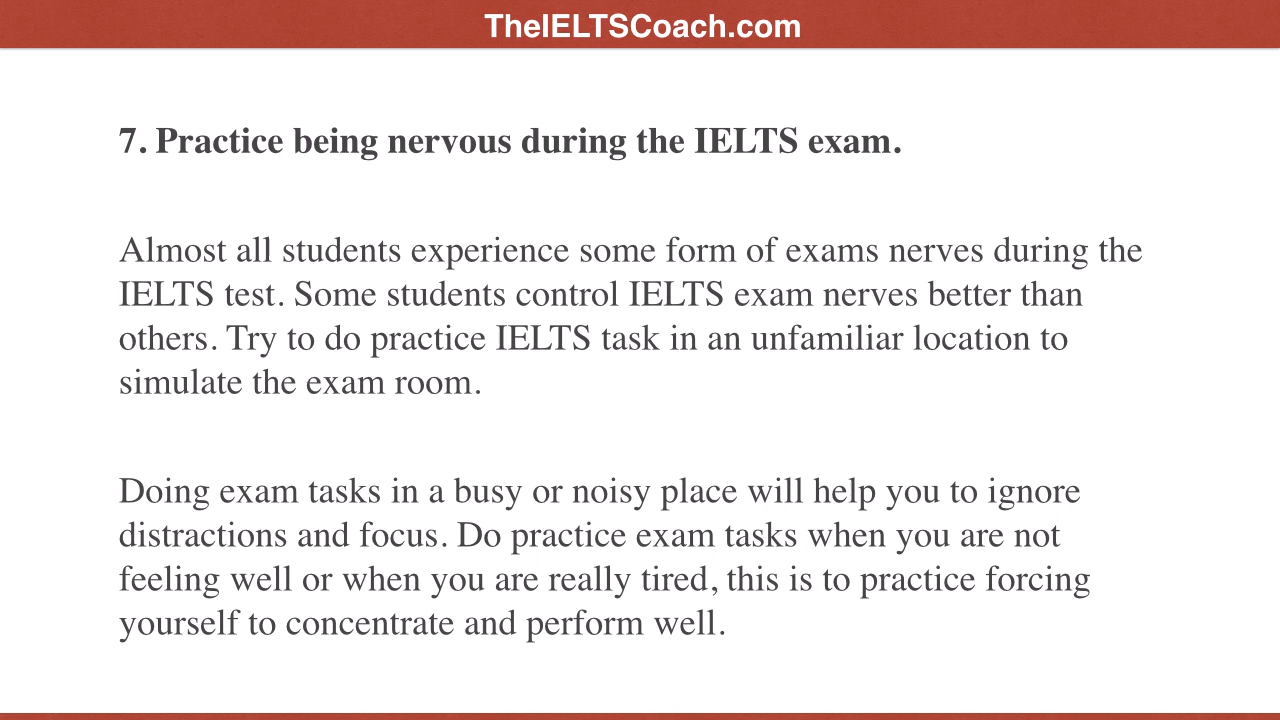 TheIELTSCoach.com
7. Practice being nervous during the IELTS exam.
Almost all students experience some form of exams nerves during the
IELTS test. Some students control IELTS exam nerves better than
others. Try to do practice IELTS task in an unfamiliar location to
simulate the exam room.
Doing exam tasks in a busy or noisy place will help you to ignore
distractions and focus. Do practice exam tasks when you are not
feeling well or when you are really tired, this is to practice forcing
yourself to concentrate and perform well.